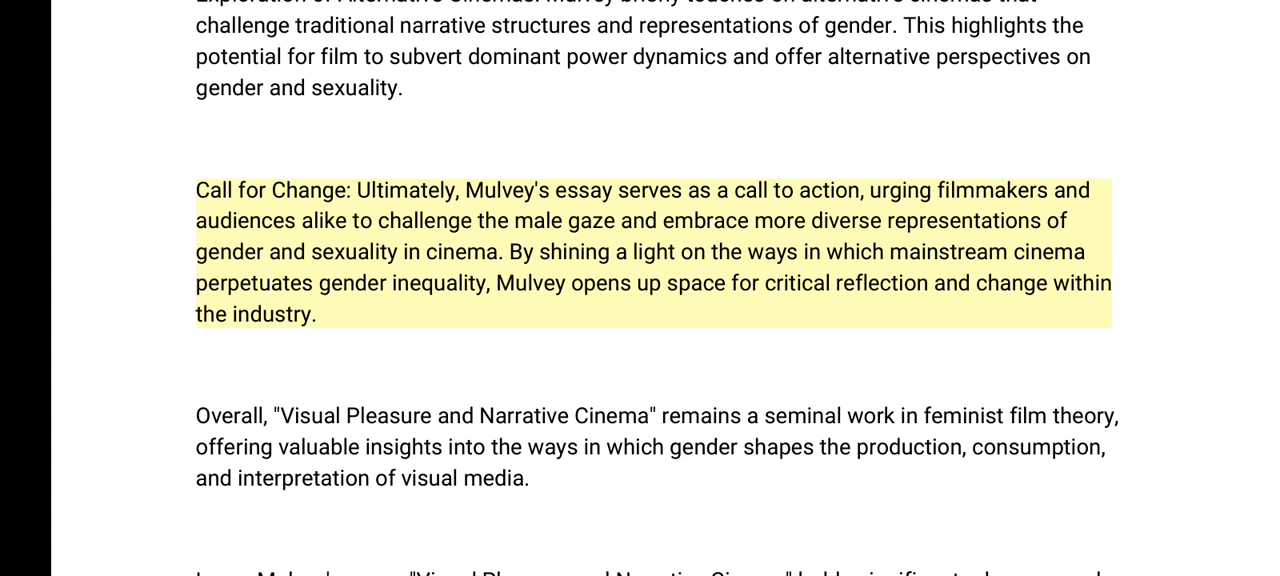 challenge traditional narrative structures and representations of gender. This highlights the
potential for film to subvert dominant power dynamics and offer alternative perspectives on
gender and sexuality.
Call for Change: Ultimately, Mulvey's essay serves as a call to action, urging filmmakers and
audiences alike to challenge the male gaze and embrace more diverse representations of
gender and sexuality in cinema. By shining a light on the ways in which mainstream cinema
perpetuates gender inequality, Mulvey opens up space for critical reflection and change within
the industry.
Overall, "Visual Pleasure and Narrative Cinema" remains a seminal work in feminist film theory,
offering valuable insights into the ways in which gender shapes the production, consumption,
and interpretation of visual media.